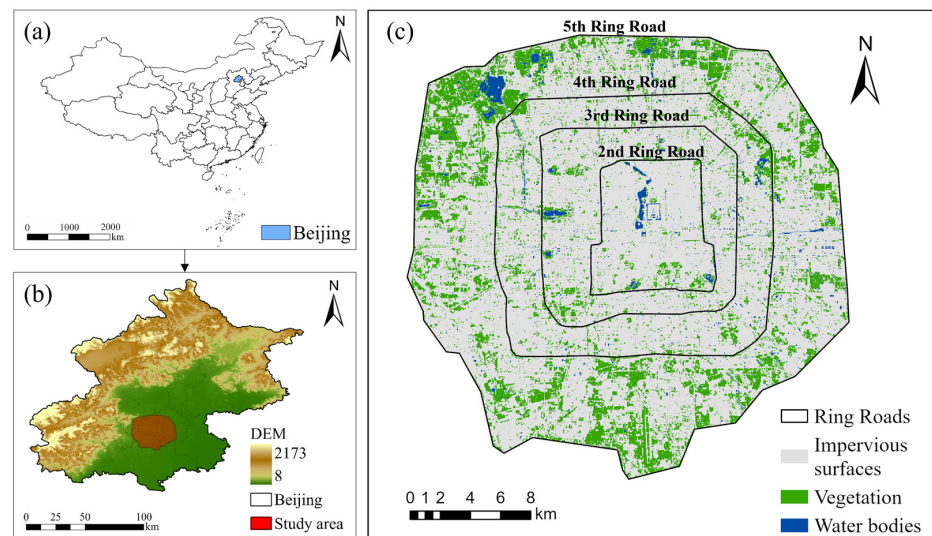 (a)
N
0 1000 2000
km
Beijing
(b)
N
DEM
2173
8
Beijing
Study area
0 25 50 100
km
(c)
5th Ring Road
N
4th Ring Road
3rd Ring Road
2nd Ring Road
Ring Roads
Impervious
surfaces
Vegetation
Water bodies
0 1 2 4 6 8
km